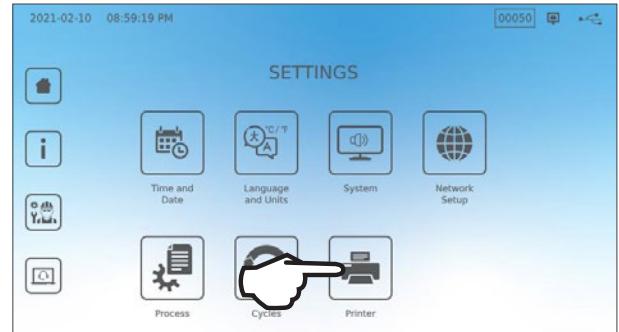 2021-02-10 08:59:19 PM 00050
SETTINGS
°C/°F
大
A
Time and
Date
Language
and Units
System
Network
Setup
Process
Cycles
Printer